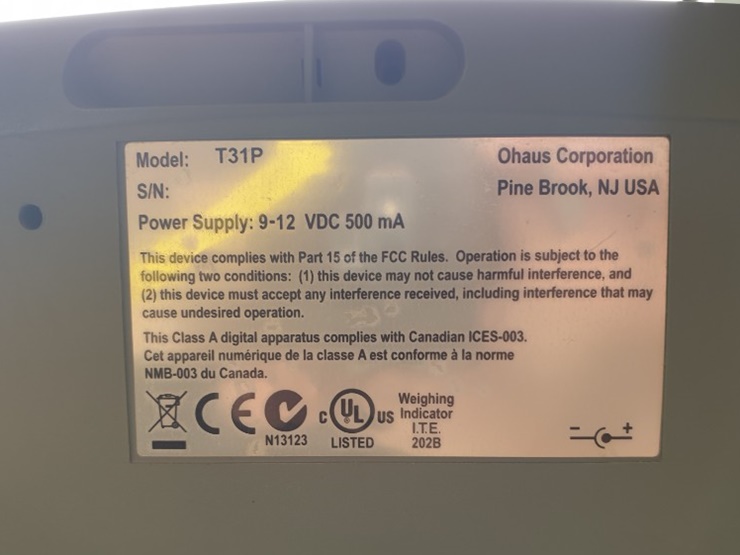 Model: T31P
Ohaus Corporation
S/N:
Pine Brook, NJ USA
Power Supply: 9-12 VDC 500 mA
This device complies with Part 15 of the FCC Rules. Operation is subject to the
following two conditions: (1) this device may not cause harmful interference, and
(2) this device must accept any interference received, including interference that may
cause undesired operation.
This Class A digital apparatus complies with Canadian ICES-003.
Cet appareil numérique de la classe A est conforme à la norme
NMB-003 du Canada.
CE
N13123
C UL US
LISTED
Weighing
Indicator
I.T.E.
202B
- +